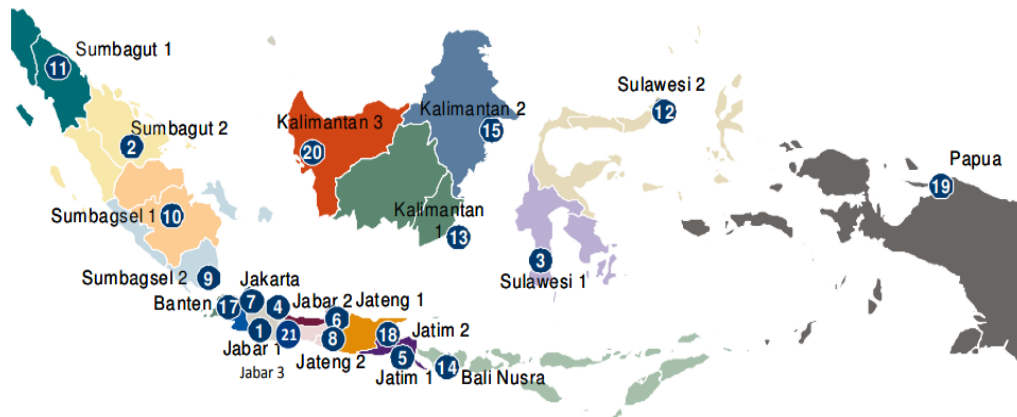 Sumbagut 1
11
Sumbagut 2
2
Sumbagsel 1
10
Sumbagsel 2
9
Kalimantan 3
20
Kalimantan 2
15
Kalimantan
1
13
Sulawesi 2
12
Sulawesi 1
3
Papua
19
Banten
17
Jakarta
7
4
Jabar 2
Jateng 1
6
1
21
8
18
Jatim 2
Jabar 1
Jabar 3
Jateng 2
5
Jatim 1
14
Bali Nusra